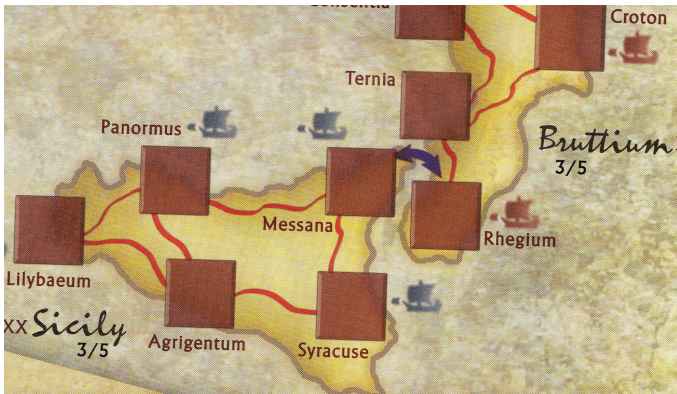 Croton
Ternia
Panormus
Bruttium
3/5
Messana
Rhegium
Lilybaeum
XX Sicily
3/5
Agrigentum
Syracuse